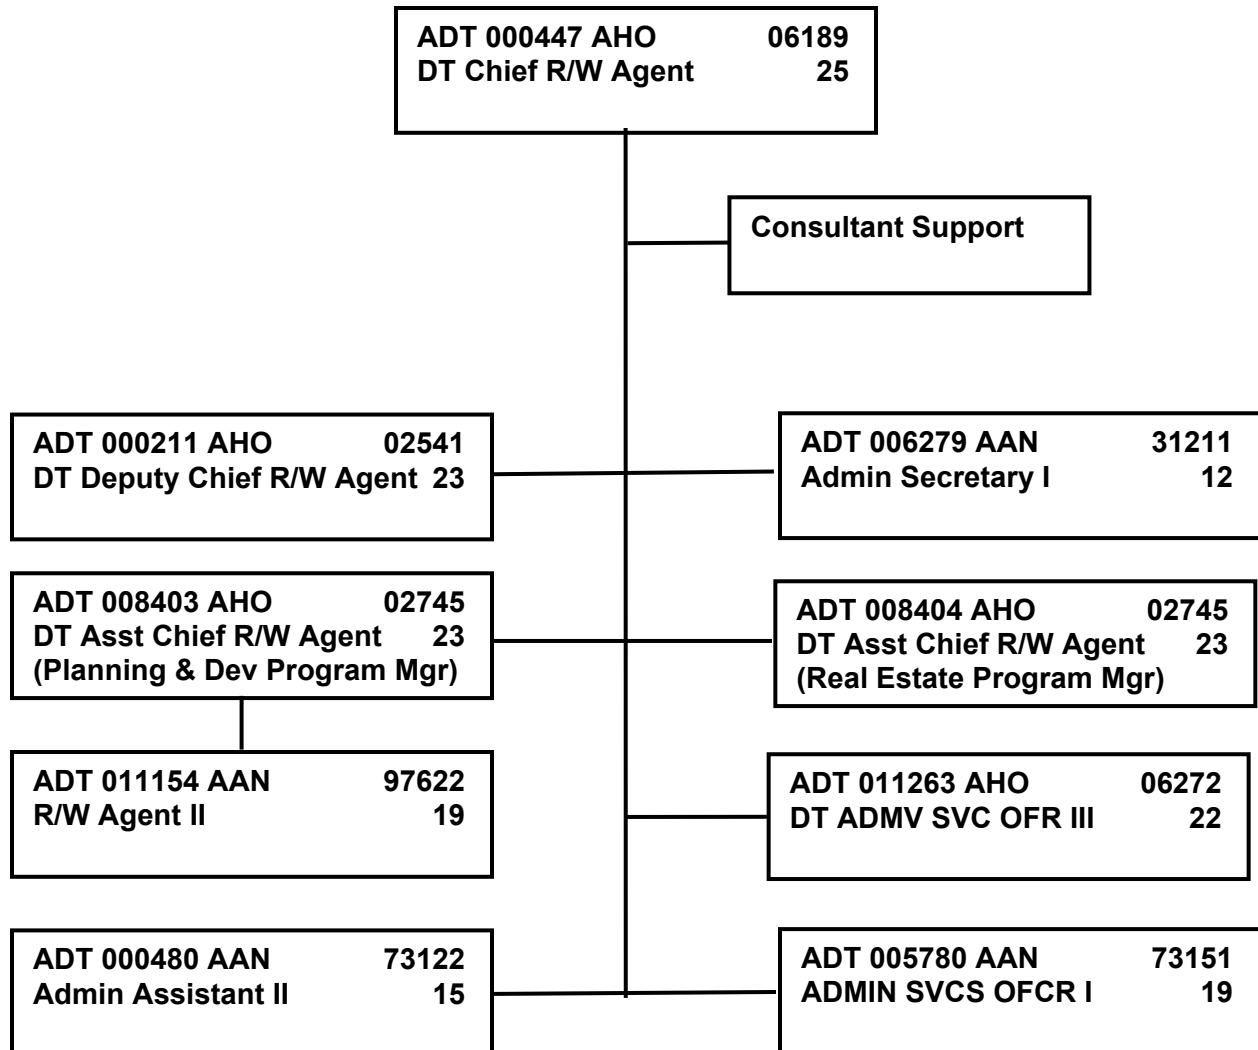 ADT 000447 AHO 06189
DT Chief R/W Agent 25
Consultant Support
ADT 000211 AHO 02541
DT Deputy Chief R/W Agent 23
ADT 006279 AAN 31211
Admin Secretary I 12
ADT 008403 AHO 02745
DT Asst Chief R/W Agent 23
(Planning & Dev Program Mgr)
ADT 008404 AHO 02745
DT Asst Chief R/W Agent 23
(Real Estate Program Mgr)
ADT 011154 AAN 97622
R/W Agent II 19
ADT 011263 AHO 06272
DT ADMV SVC OFR III 22
ADT 000480 AAN 73122
Admin Assistant II 15
ADT 005780 AAN 73151
ADMIN SVCS OFCR I 19